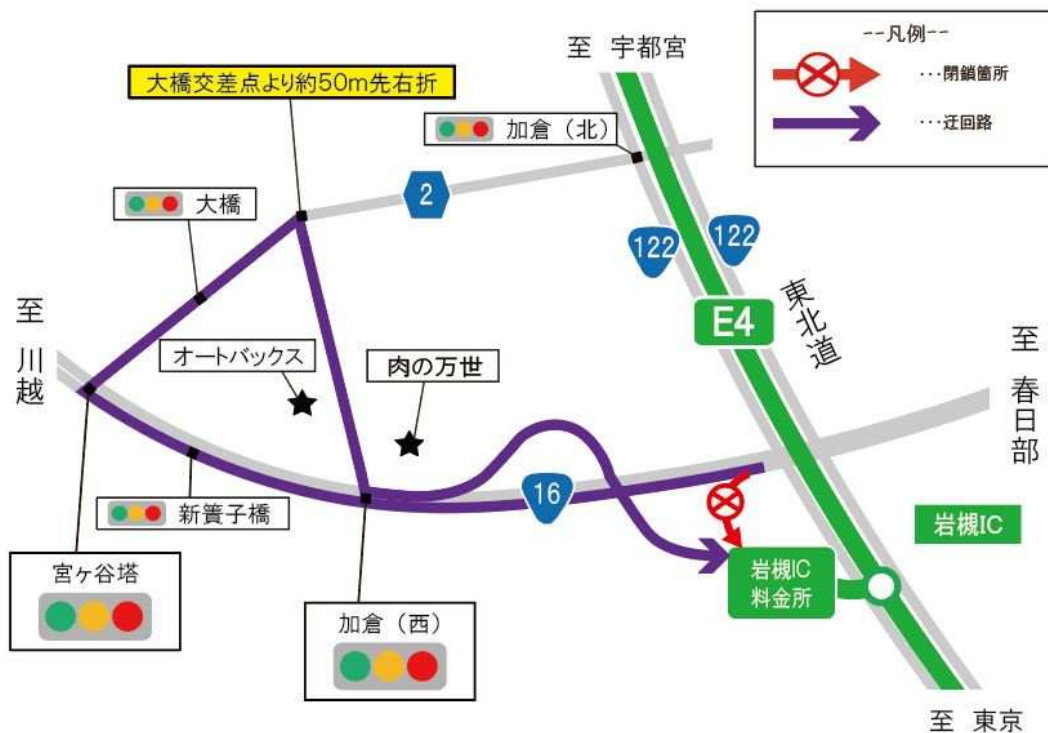 --凡例--
･･･閉鎖箇所
･･･迂回路
至 宇都宮
大橋交差点より約50m先右折
加倉（北）
2
大橋
122
122
E4
東北道
至 川越
オートバックス
肉の万世
至 春日部
16
新簀子橋
岩槻IC
宮ヶ谷塔
加倉（西）
岩槻IC
料金所
至 東京